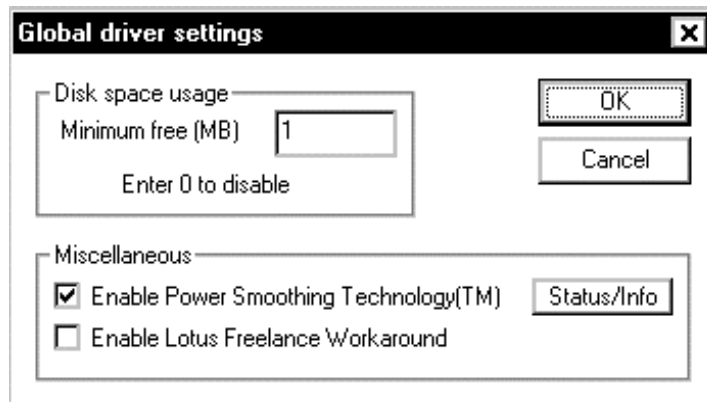 Global driver settings
Disk space usage
Minimum free (MB) 1
Enter 0 to disable
OK
Cancel
Miscellaneous
Enable Power Smoothing Technology(TM) Status/Info
Enable Lotus Freelance Workaround